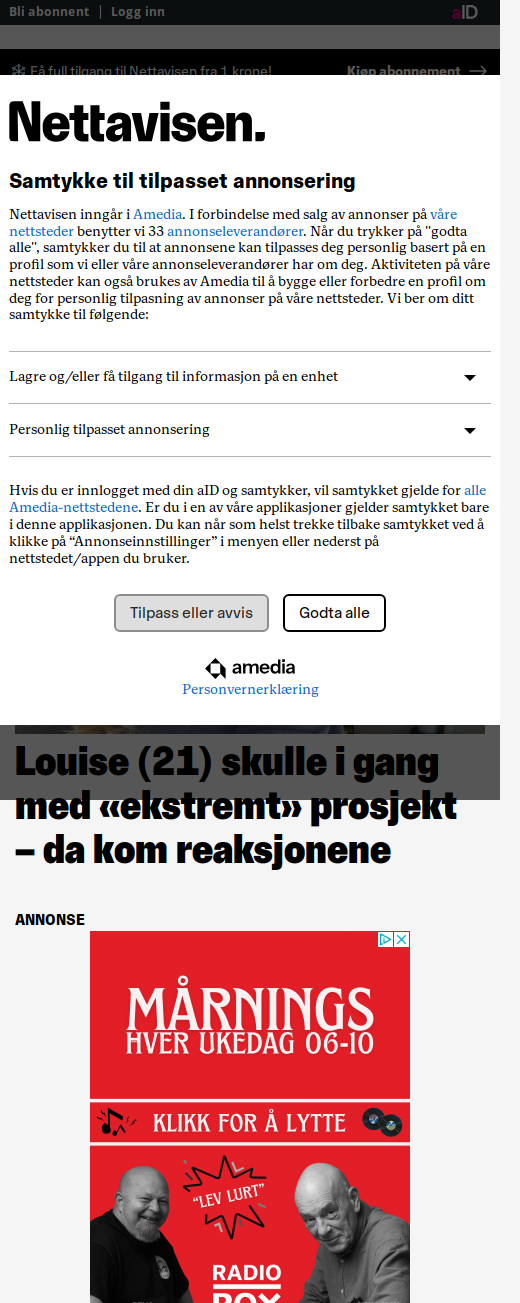 Bli abonnent | Logg inn
aID
Få full tilgang til Nettavisen fra 1 krone!
Kjøp abonnement
Nettavisen.
Samtykke til tilpasset annonsering
Nettavisen inngår i Amedia. I forbindelse med salg av annonser på våre
nettsteder benytter vi 33 annonseleverandører. Når du trykker på "godta
alle", samtykker du til at annonsene kan tilpasses deg personlig basert på en
profil som vi eller våre annonseleverandører har om deg. Aktiviteten på våre
nettsteder kan også brukes av Amedia til å bygge eller forbedre en profil om
deg for personlig tilpasning av annonser på våre nettsteder. Vi ber om ditt
samtykke til følgende:
Lagre og/eller få tilgang til informasjon på en enhet
Personlig tilpasset annonsering
Hvis du er innlogget med din aID og samtykker, vil samtykket gjelde for alle
Amedia-nettstedene. Er du i en av våre applikasjoner gjelder samtykket bare
i denne applikasjonen. Du kan når som helst trekke tilbake samtykket ved å
klikke på “Annonseinnstillinger” i menyen eller nederst på
nettstedet/appen du bruker.
Tilpass eller avvis
Godta alle
amedia
Personvernerklæring
Louise (21) skulle i gang
med «ekstremt» prosjekt
– da kom reaksjonene
ANNONSE
MÅRNINGS
HVER UKEDAG 06-10
KLIKK FOR Å LYTTE
“LEV LURT”
RADIO
ROX